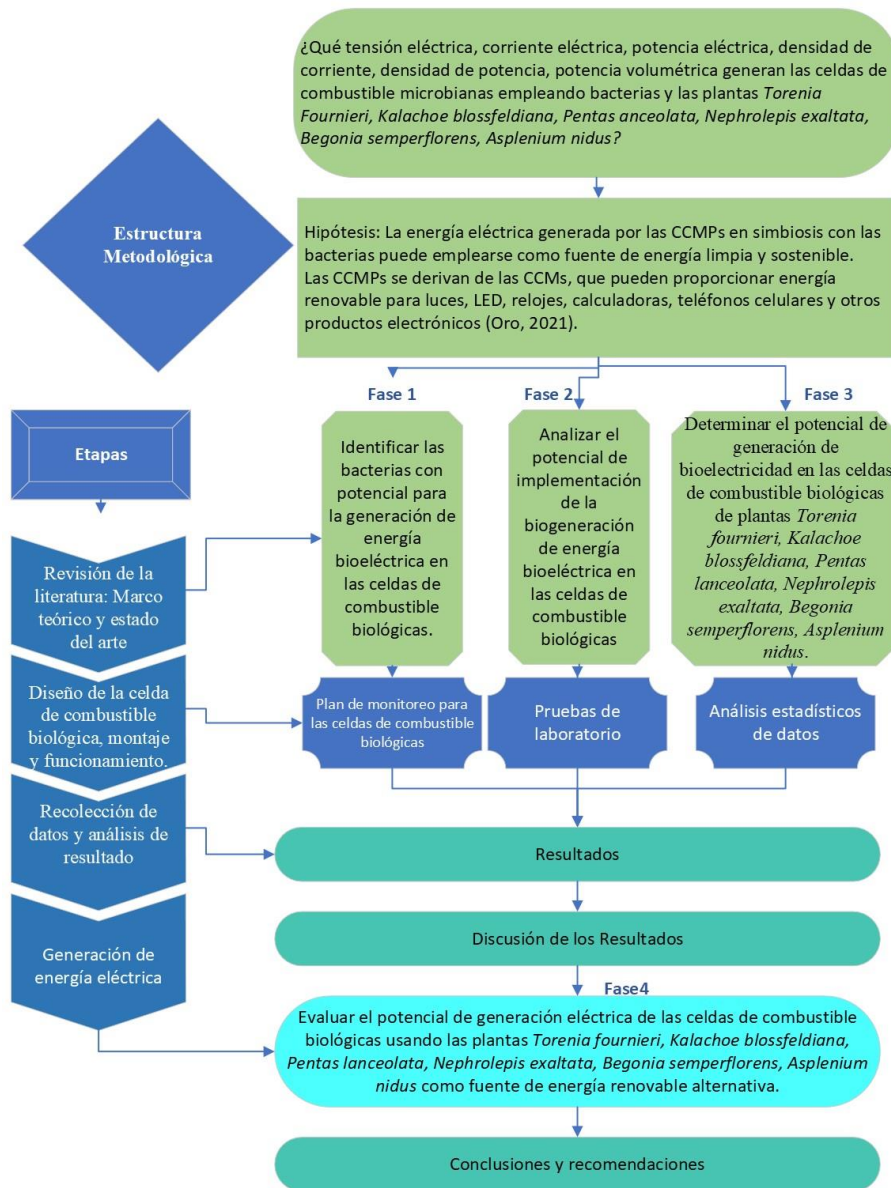 ¿Qué tensión eléctrica, corriente eléctrica, potencia eléctrica, densidad de
corriente, densidad de potencia, potencia volumétrica generan las celdas de
combustible microbianas empleando bacterias y las plantas Torenia
Fournieri, Kalachoe blossfeldiana, Pentas anceolata, Nephrolepis exaltata,
Begonia semperflorens, Asplenium nidus?
Estructura
Metodológica
Hipótesis: La energía eléctrica generada por las CCMPs en simbiosis con las
bacterias puede emplearse como fuente de energía limpia y sostenible.
Las CCMPs se derivan de las CCMs, que pueden proporcionar energía
renovable para luces, LED, relojes, calculadoras, teléfonos celulares y otros
productos electrónicos (Oro, 2021).
Fase 1
Fase 2
Fase 3
Etapas
Identificar las
bacterias con
potencial para
la generación de
energía
bioeléctrica en
las celdas de
combustible
biológicas.
Analizar el
potencial de
implementación
de la
biogeneración
de energía
bioeléctrica en
las celdas de
combustible
biológicas
Determinar el potencial de
generación de
bioelectricidad en las celdas
de combustible biológicas
de plantas Torenia
fournieri, Kalachoe
blossfeldiana, Pentas
lanceolata, Nephrolepis
exaltata, Begonia
semperflorens, Asplenium
nidus.
Revisión de la
literatura: Marco
teórico y estado
del arte
Diseño de la celda
de combustible
biológica, montaje
y funcionamiento.
Plan de monitoreo para
las celdas de combustible
biológicas
Pruebas de
laboratorio
Análisis estadísticos
de datos
Recolección de
datos y análisis de
resultado
Resultados
Generación de
energía eléctrica
Discusión de los Resultados
Fase4
Evaluar el potencial de generación eléctrica de las celdas de combustible
biológicas usando las plantas Torenia fournieri, Kalachoe blossfeldiana,
Pentas lanceolata, Nephrolepis exaltata, Begonia semperflorens, Asplenium
nidus como fuente de energía renovable alternativa.
Conclusiones y recomendaciones